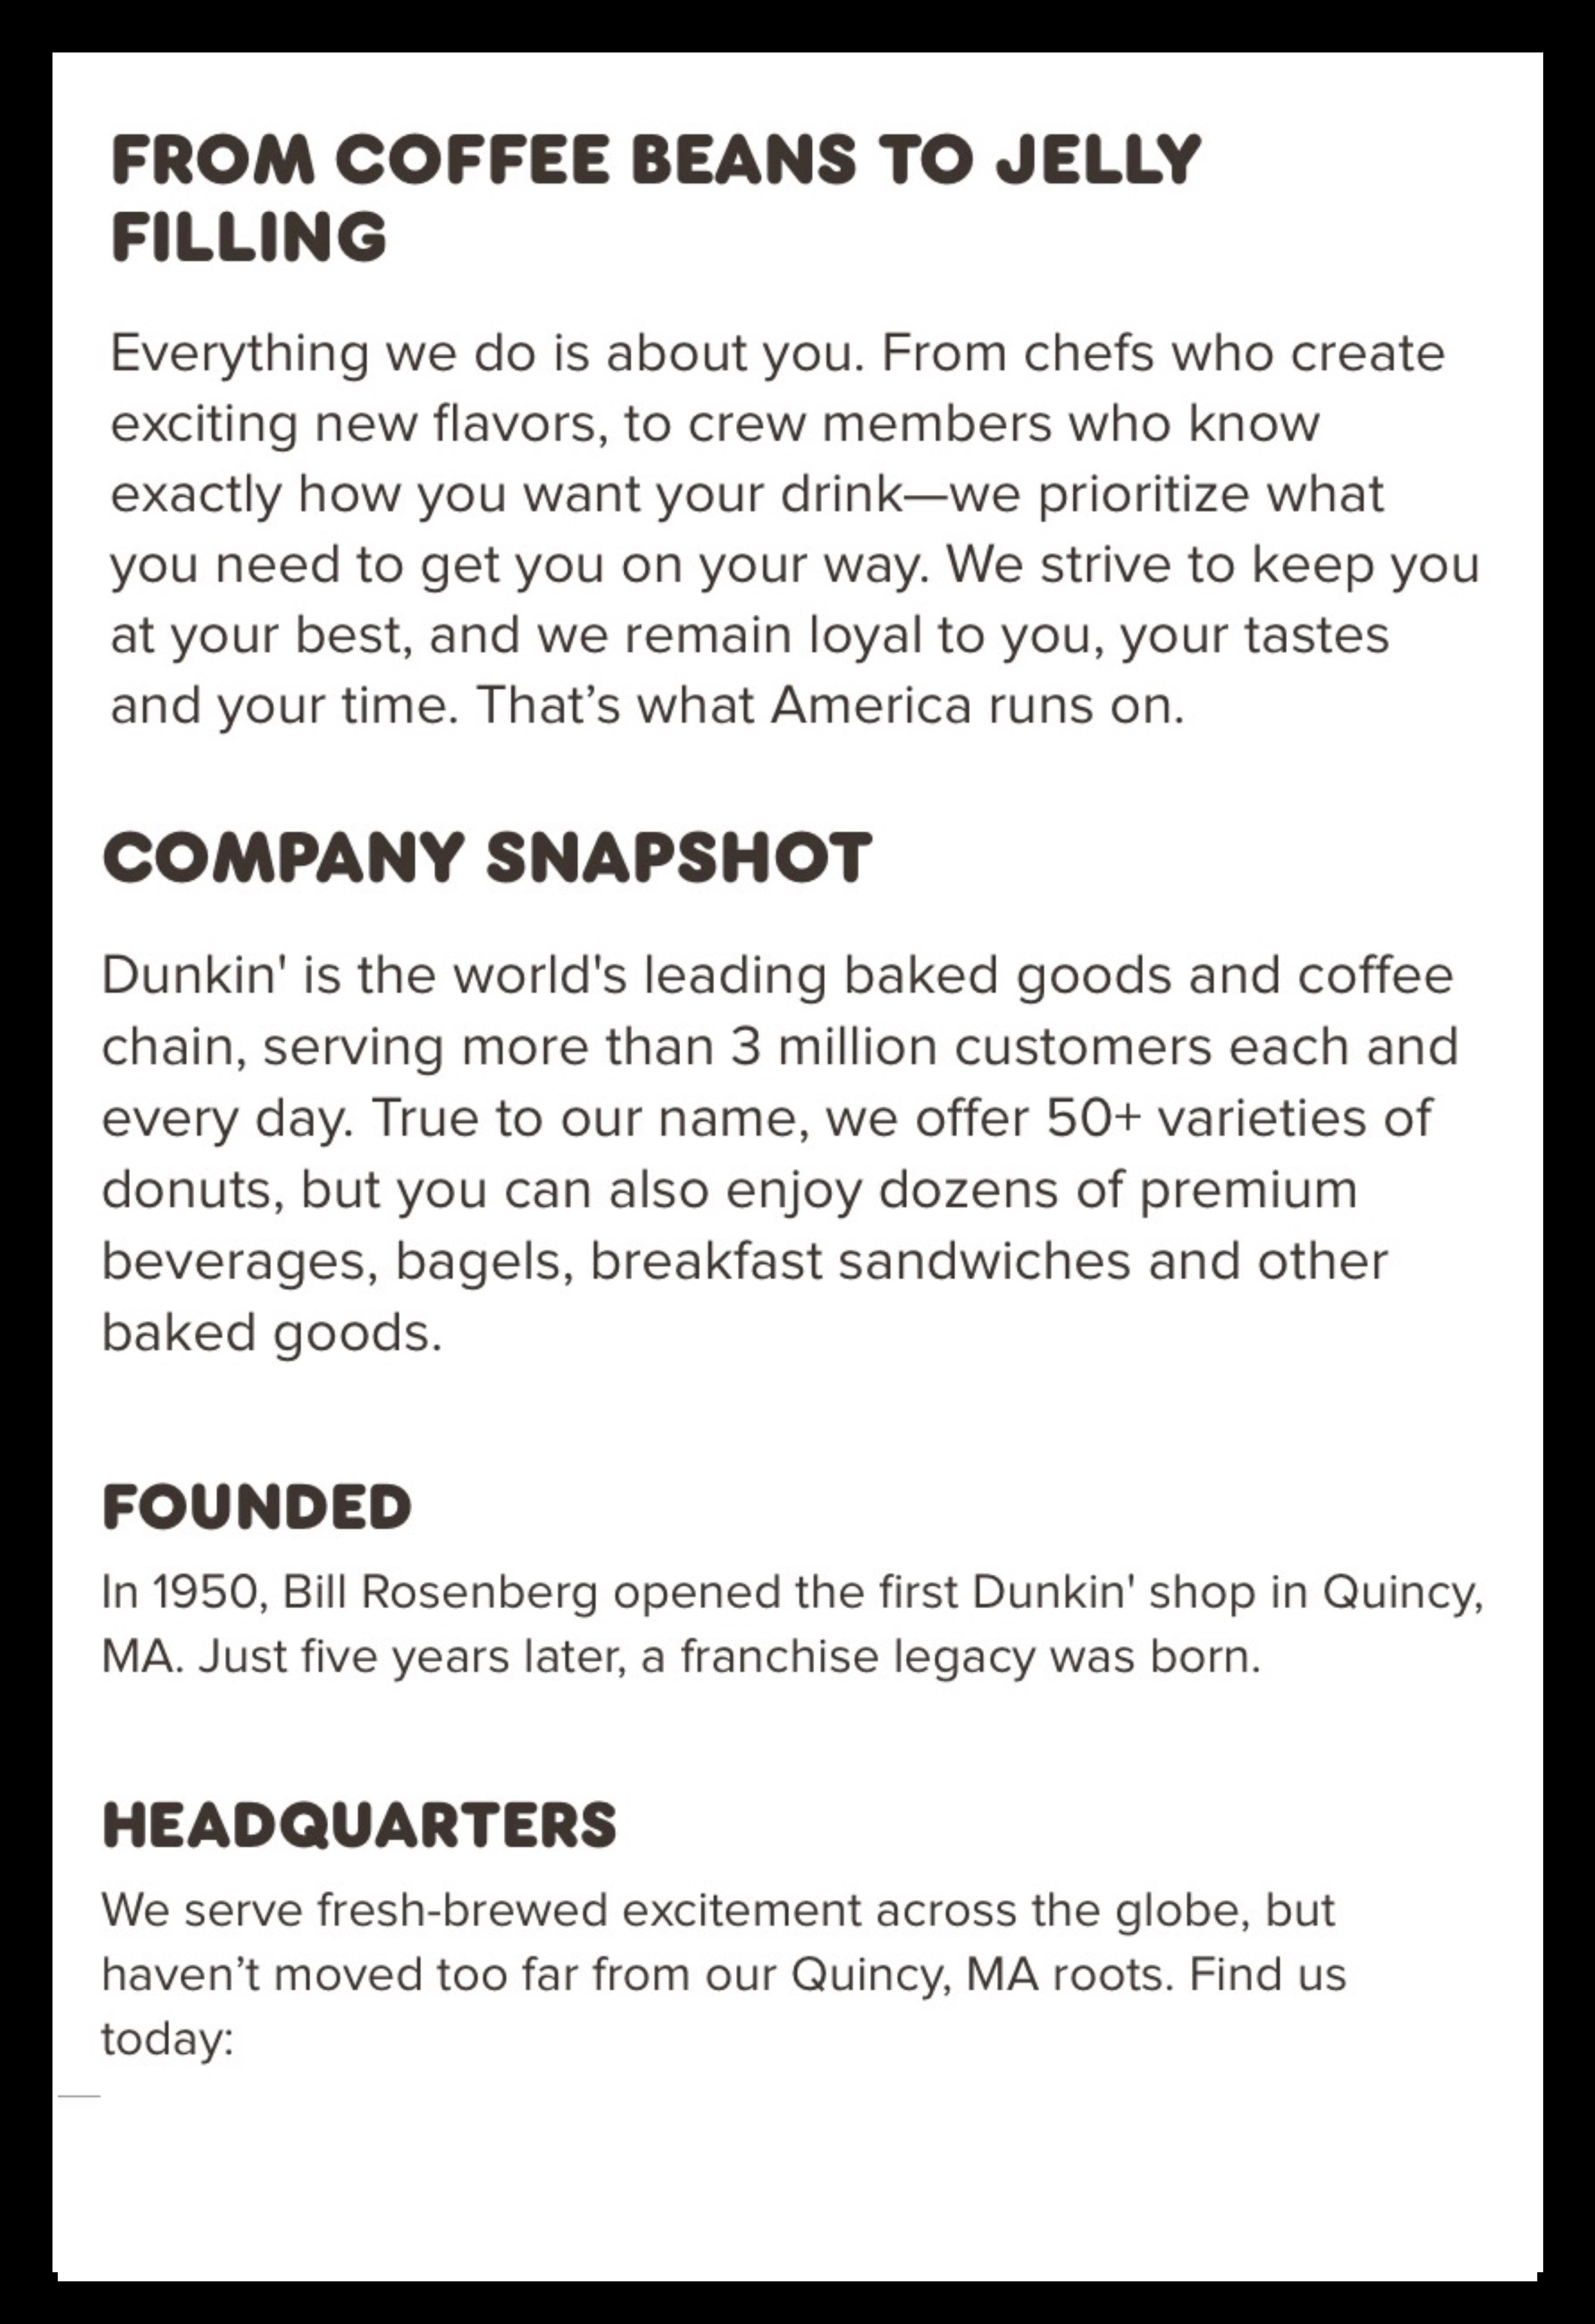 FROM COFFEE BEANS TO JELLY
FILLING
Everything we do is about you. From chefs who create
exciting new flavors, to crew members who know
exactly how you want your drink—we prioritize what
you need to get you on your way. We strive to keep you
at your best, and we remain loyal to you, your tastes
and your time. That’s what America runs on.
COMPANY SNAPSHOT
Dunkin' is the world's leading baked goods and coffee
chain, serving more than 3 million customers each and
every day. True to our name, we offer 50+ varieties of
donuts, but you can also enjoy dozens of premium
beverages, bagels, breakfast sandwiches and other
baked goods.
FOUNDED
In 1950, Bill Rosenberg opened the first Dunkin' shop in Quincy,
MA. Just five years later, a franchise legacy was born.
HEADQUARTERS
We serve fresh-brewed excitement across the globe, but
haven’t moved too far from our Quincy, MA roots. Find us
today: